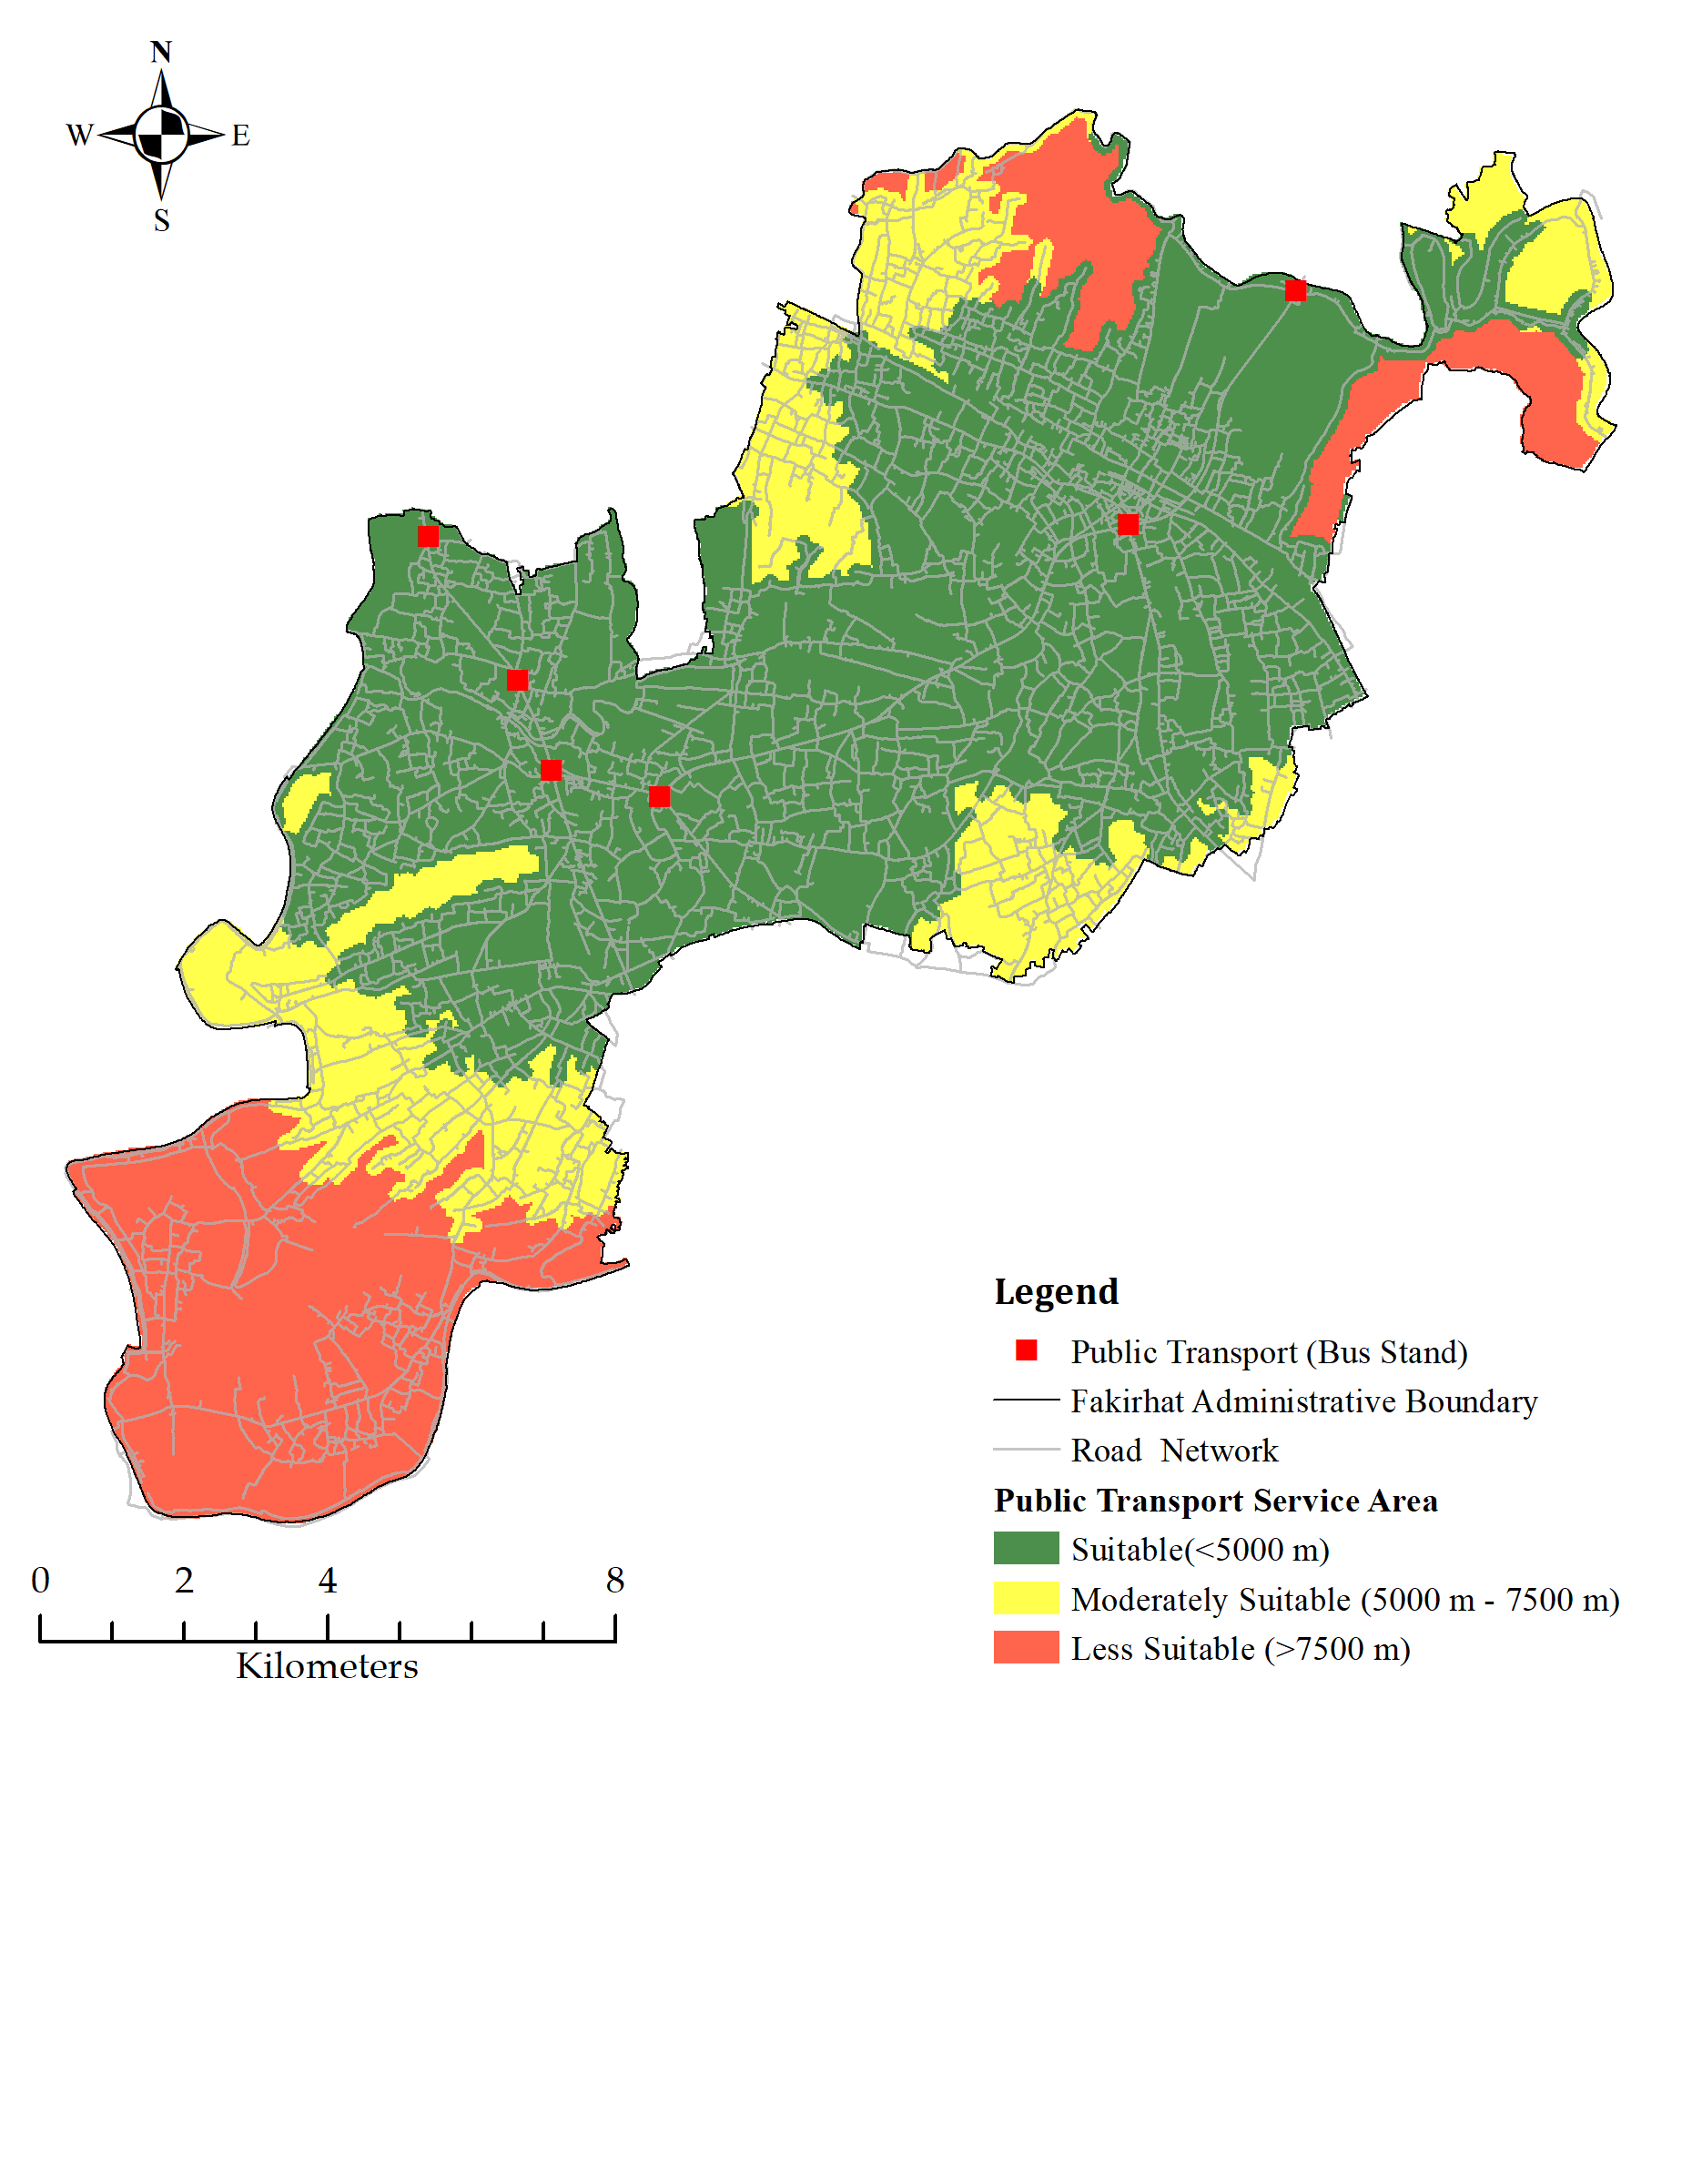 N
W E
S
Legend
Public Transport (Bus Stand)
Fakirhat Administrative Boundary
Road Network
Public Transport Service Area
Suitable(<5000 m)
Moderately Suitable (5000 m - 7500 m)
Less Suitable (>7500 m)
0 2 4 8
Kilometers